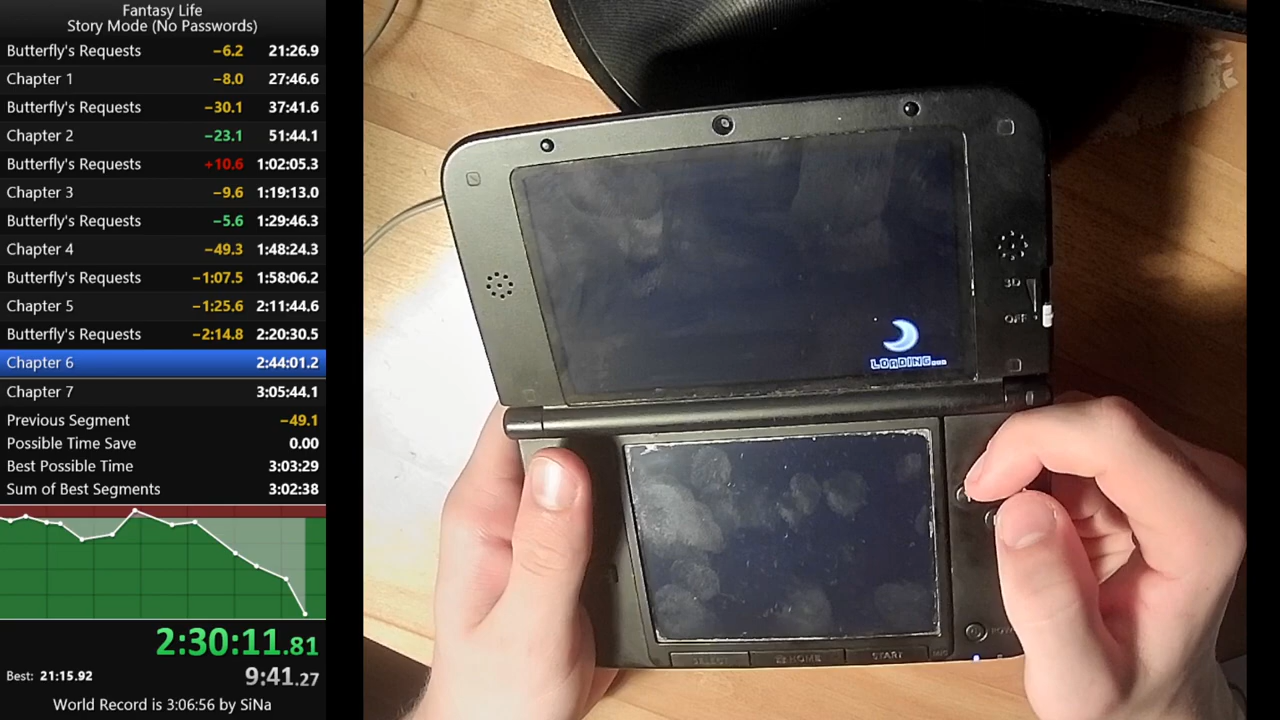 Fantasy Life
Story Mode (No Passwords)
Butterfly's Requests −6.2 21:26.9
Chapter 1 −8.0 27:46.6
Butterfly's Requests −30.1 37:41.6
Chapter 2 −23.1 51:44.1
Butterfly's Requests +10.6 1:02:05.3
Chapter 3 −9.6 1:19:13.0
Butterfly's Requests −5.6 1:29:46.3
Chapter 4 −49.3 1:48:24.3
Butterfly's Requests −1:07.5 1:58:06.2
Chapter 5 −1:25.6 2:11:44.6
Butterfly's Requests −2:14.8 2:20:30.5
Chapter 6 2:44:01.2
Chapter 7 3:05:44.1
Previous Segment −49.1
Possible Time Save 0.00
Best Possible Time 3:03:29
Sum of Best Segments 3:02:38
2:30:11.81
Best: 21:15.92 9:41.27
World Record is 3:06:56 by SiNa
3D
OFF
LOADING...
SELECT HOME START